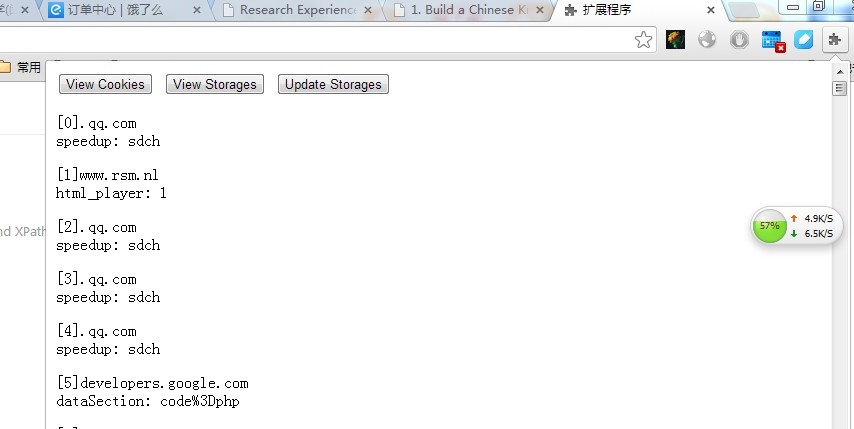 订单中心 | 饿了么
Research Experience
1. Build a Chinese K
扩展程序
常用
View Cookies
View Storages
Update Storages
[0].qq.com
speedup: sdch
[1]www.rsm.nl
html_player: 1
[2].qq.com
speedup: sdch
nd XPath
57%
4.9K/S
6.5K/S
[3].qq.com
speedup: sdch
[4].qq.com
speedup: sdch
[5]developers.google.com
dataSection: code%3Dphp